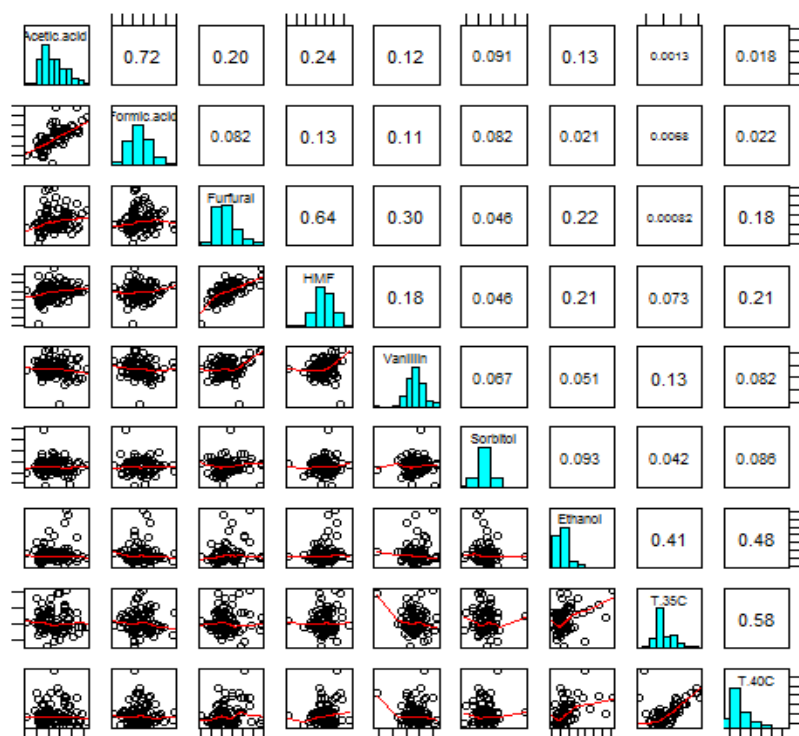 Acetic.acid 0.72 0.20 0.24 0.12 0.091 0.13 0.0013 0.018
Formic.acid 0.082 0.13 0.11 0.082 0.021 0.0068 0.022
Furfural 0.64 0.30 0.046 0.22 0.00082 0.18
HMF 0.18 0.046 0.21 0.073 0.21
Vanillin 0.067 0.051 0.13 0.082
Sorbitol 0.093 0.042 0.086
Ethanol 0.41 0.48
T.35C 0.58
T.40C